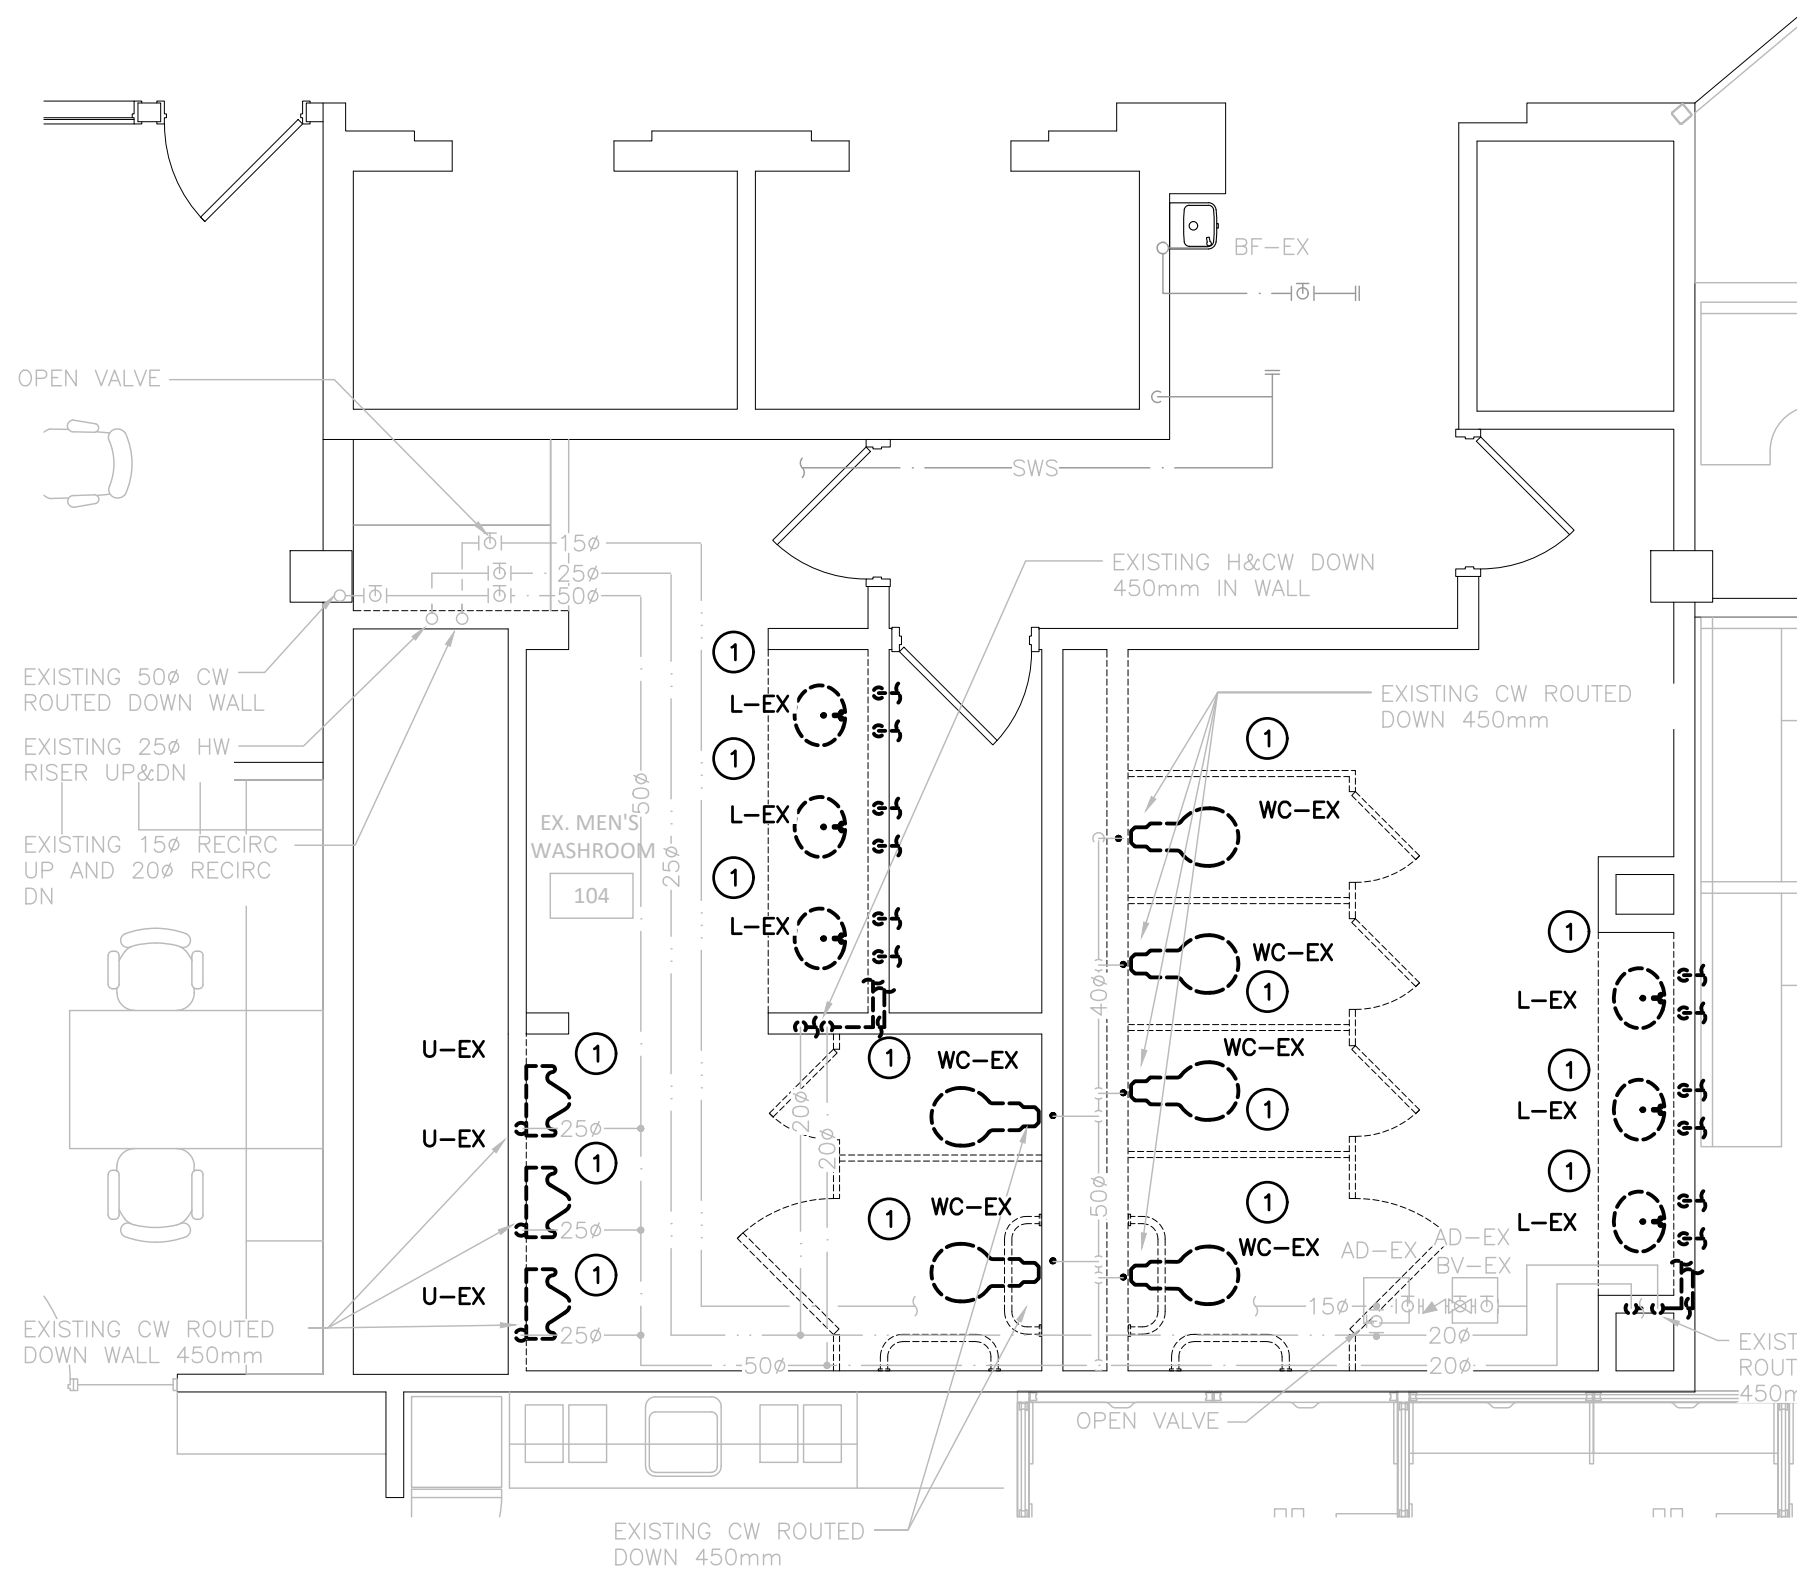 BF-EX
OPEN VALVE
SWS
15ø
25ø
50ø
EXISTING H&CW DOWN
450mm IN WALL
EXISTING 50ø CW
ROUTED DOWN WALL
EXISTING 25ø HW
RISER UP&DN
EXISTING 15ø RECIRC
UP AND 20ø RECIRC
DN
1
L-EX
1
L-EX
1
L-EX
50ø
25ø
EX. MEN'S
WASHROOM
104
EXISTING CW ROUTED
DOWN 450mm
1
WC-EX
WC-EX
1
WC-EX
1
1
WC-EX
40ø
50ø
1
L-EX
1
L-EX
1
L-EX
U-EX
1
U-EX
25ø
1
25ø
U-EX
1
25ø
1
WC-EX
20ø
20ø
1
WC-EX
AD-EX
AD-EX
BV-EX
15ø
20ø
20ø
50ø
EXISTING CW ROUTED
DOWN WALL 450mm
OPEN VALVE
EXISTING CW ROUTED
DOWN 450mm